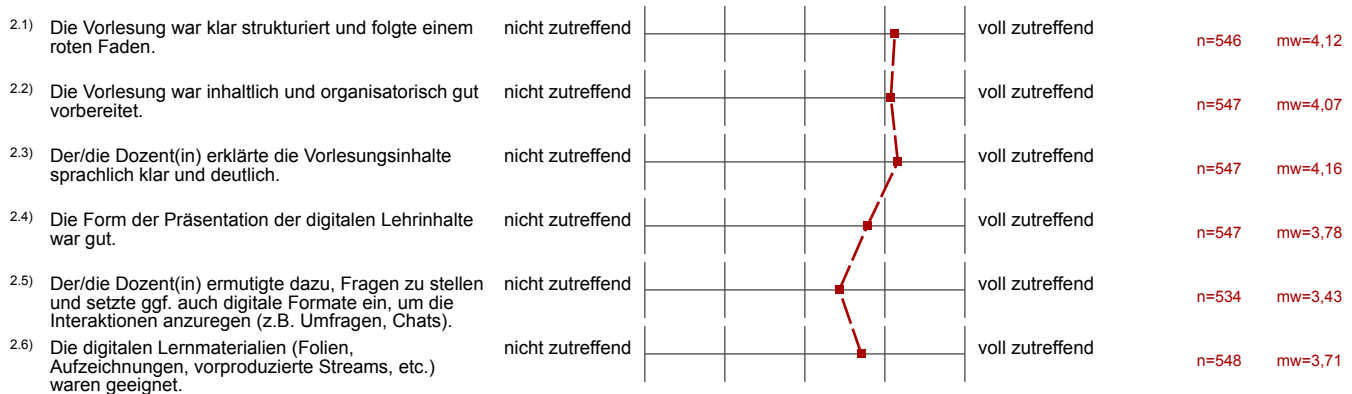 2.1) Die Vorlesung war klar strukturiert und folgte einem roten Faden. nicht zutreffend voll zutreffend n=546 mw=4,12
2.2) Die Vorlesung war inhaltlich und organisatorisch gut vorbereitet. nicht zutreffend voll zutreffend n=547 mw=4,07
2.3) Der/die Dozent(in) erklärte die Vorlesungsinhalte sprachlich klar und deutlich. nicht zutreffend voll zutreffend n=547 mw=4,16
2.4) Die Form der Präsentation der digitalen Lehrinhalte war gut. nicht zutreffend voll zutreffend n=547 mw=3,78
2.5) Der/die Dozent(in) ermutigte dazu, Fragen zu stellen und setzte ggf. auch digitale Formate ein, um die Interaktionen anzuregen (z.B. Umfragen, Chats). nicht zutreffend voll zutreffend n=534 mw=3,43
2.6) Die digitalen Lernmaterialien (Folien, Aufzeichnungen, vorproduzierte Streams, etc.) waren geeignet. nicht zutreffend voll zutreffend n=548 mw=3,71